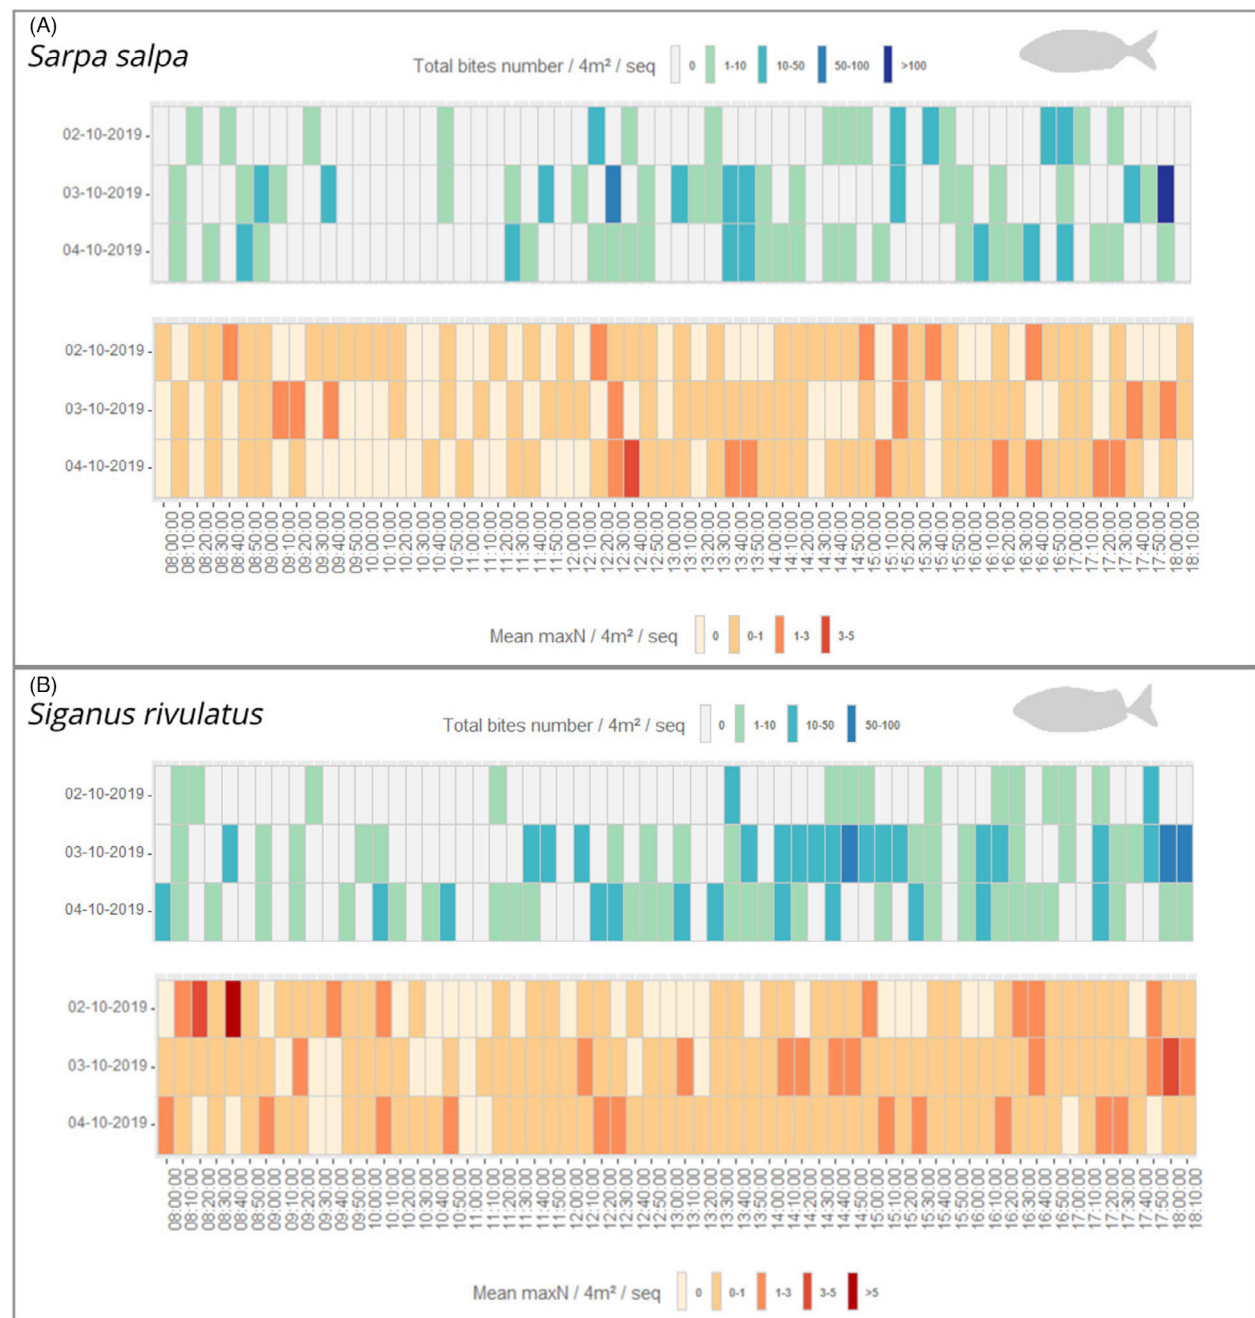 (A)
Sarpa salpa
Total bites number / 4m² / seq 0 1-10 10-50 50-100 >100
02-10-2019
03-10-2019
04-10-2019
02-10-2019
03-10-2019
04-10-2019
08:00:00 08:10:00 08:20:00 08:30:00 08:40:00 08:50:00 09:00:00 09:10:00 09:20:00 09:30:00 09:40:00 09:50:00 10:00:00 10:10:00 10:20:00 10:30:00 10:40:00 10:50:00 11:00:00 11:10:00 11:20:00 11:30:00 11:40:00 11:50:00 12:00:00 12:10:00 12:20:00 12:30:00 12:40:00 12:50:00 13:00:00 13:10:00 13:20:00 13:30:00 13:40:00 13:50:00 14:00:00 14:10:00 14:20:00 14:30:00 14:40:00 14:50:00 15:00:00 15:10:00 15:20:00 15:30:00 15:40:00 15:50:00 16:00:00 16:10:00 16:20:00 16:30:00 16:40:00 16:50:00 17:00:00 17:10:00 17:20:00 17:30:00 17:40:00 17:50:00 18:00:00 18:10:00
Mean maxN / 4m² / seq 0 0-1 1-3 3-5
(B)
Siganus rivulatus
Total bites number / 4m² / seq 0 1-10 10-50 50-100
02-10-2019
03-10-2019
04-10-2019
02-10-2019
03-10-2019
04-10-2019
08:00:00 08:10:00 08:20:00 08:30:00 08:40:00 08:50:00 09:00:00 09:10:00 09:20:00 09:30:00 09:40:00 09:50:00 10:00:00 10:10:00 10:20:00 10:30:00 10:40:00 10:50:00 11:00:00 11:10:00 11:20:00 11:30:00 11:40:00 11:50:00 12:00:00 12:10:00 12:20:00 12:30:00 12:40:00 12:50:00 13:00:00 13:10:00 13:20:00 13:30:00 13:40:00 13:50:00 14:00:00 14:10:00 14:20:00 14:30:00 14:40:00 14:50:00 15:00:00 15:10:00 15:20:00 15:30:00 15:40:00 15:50:00 16:00:00 16:10:00 16:20:00 16:30:00 16:40:00 16:50:00 17:00:00 17:10:00 17:20:00 17:30:00 17:40:00 17:50:00 18:00:00 18:10:00
Mean maxN / 4m² / seq 0 0-1 1-3 3-5 >5